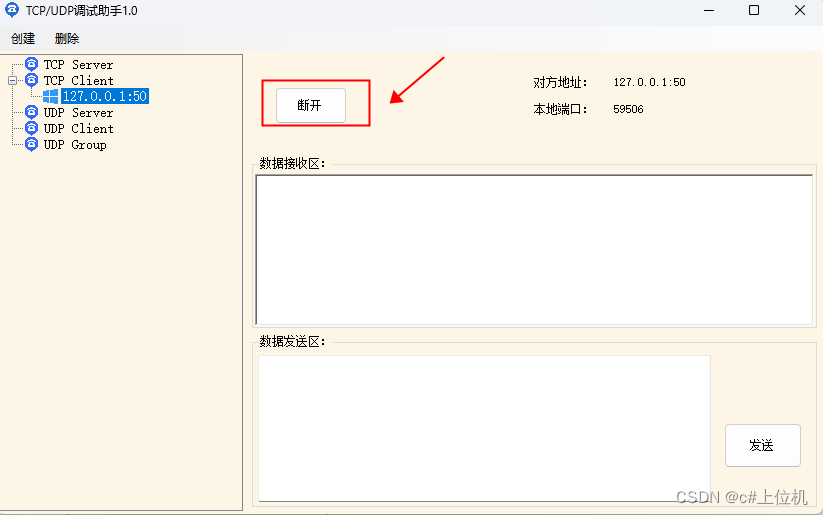 TCP/UDP调试助手1.0
创建 删除
TCP Server
TCP Client
127.0.0.1:50
UDP Server
UDP Client
UDP Group
断开
对方地址： 127.0.0.1:50
本地端口： 59506
数据接收区：
数据发送区：
发送
CSDN @c#上位机